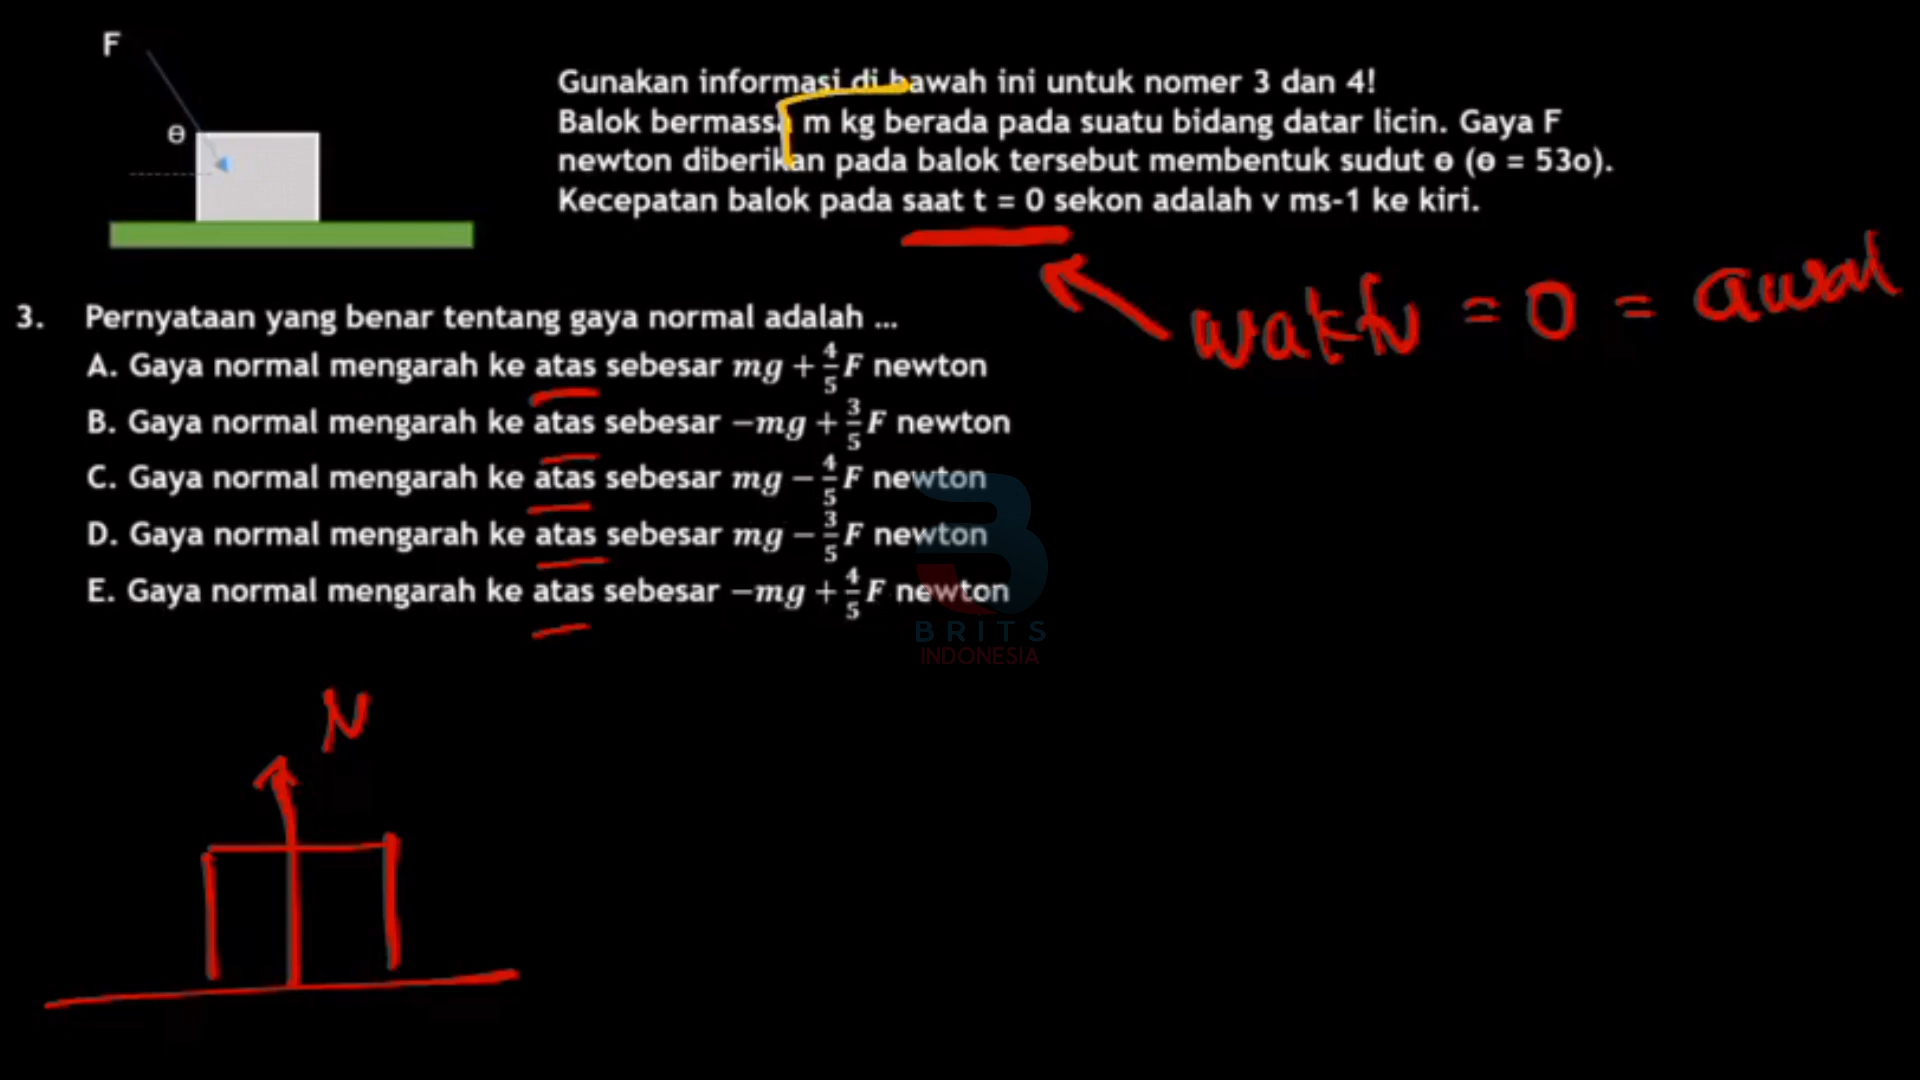 F
θ
Gunakan informasi di bawah ini untuk nomer 3 dan 4!
Balok bermassa m kg berada pada suatu bidang datar licin. Gaya F
newton diberikan pada balok tersebut membentuk sudut θ (θ = 53o).
Kecepatan balok pada saat t = 0 sekon adalah v ms-1 ke kiri.
waktu = 0 = awal
3. Pernyataan yang benar tentang gaya normal adalah ...
A. Gaya normal mengarah ke atas sebesar mg + 4/5 F newton
B. Gaya normal mengarah ke atas sebesar −mg + 3/5 F newton
C. Gaya normal mengarah ke atas sebesar mg − 4/5 F newton
D. Gaya normal mengarah ke atas sebesar mg − 3/5 F newton
E. Gaya normal mengarah ke atas sebesar −mg + 4/5 F newton
BRITS
INDONESIA
N